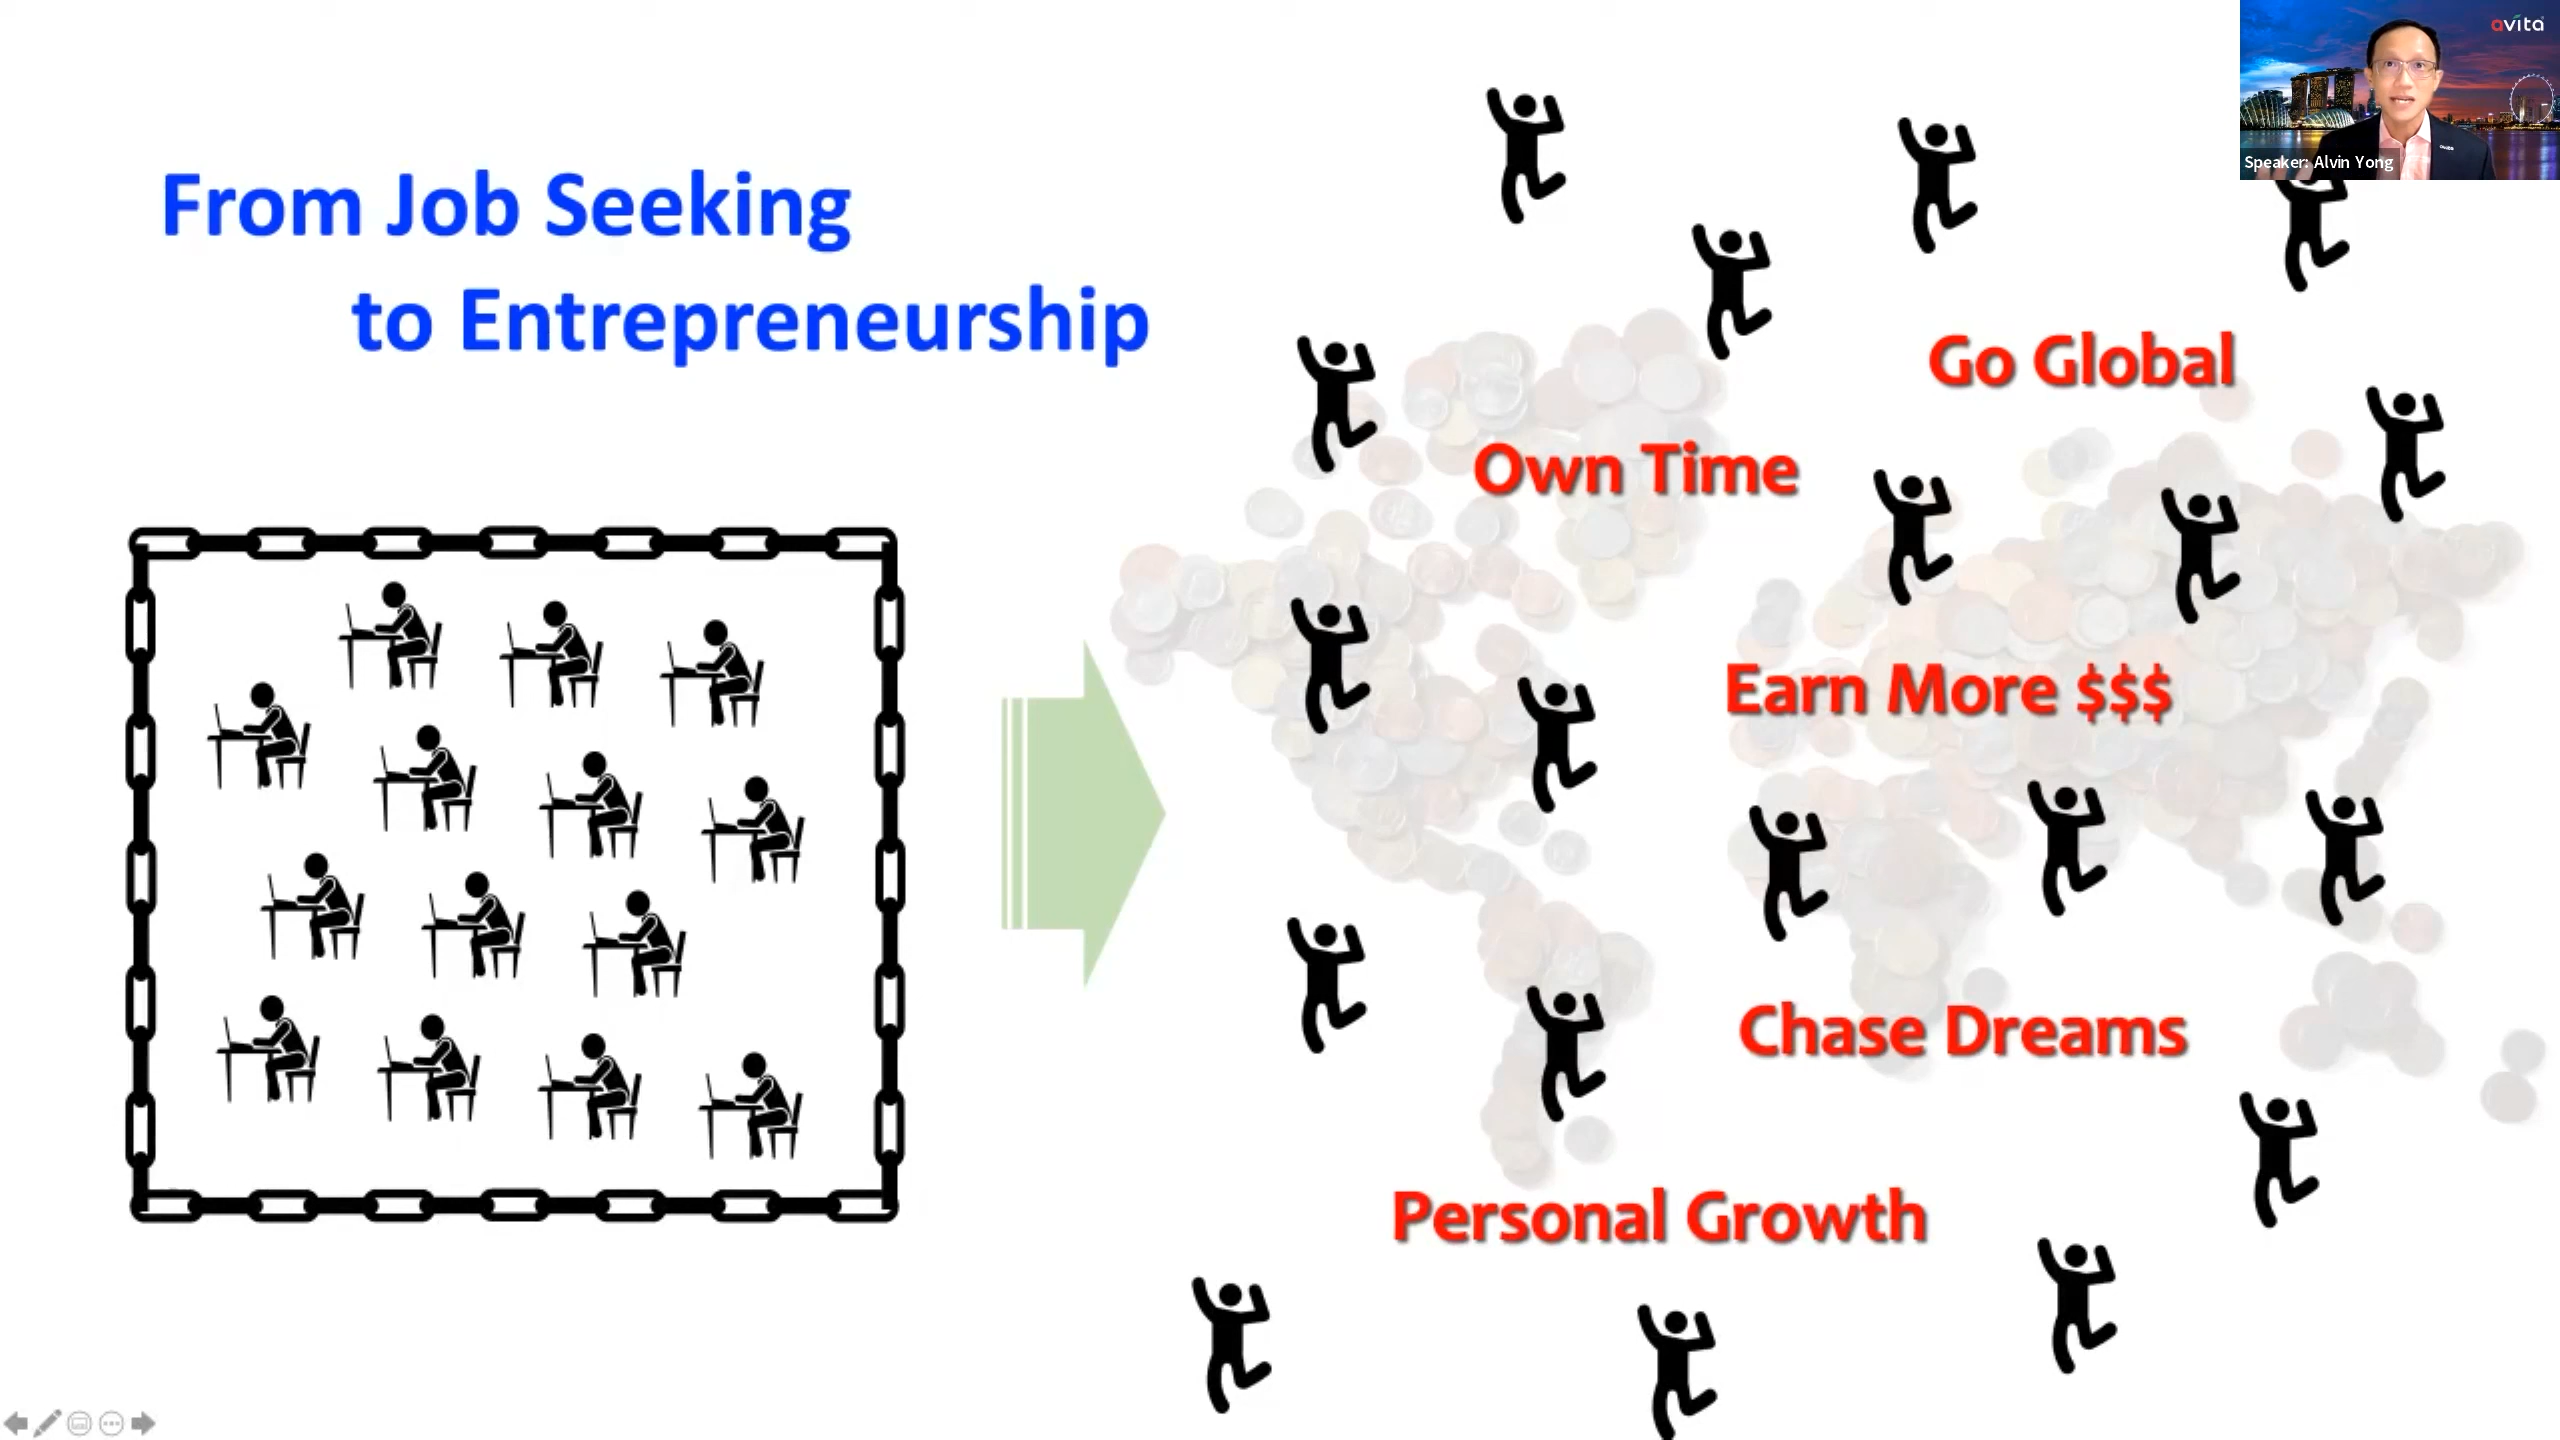 avita
Speaker: Alvin Yong
From Job Seeking
to Entrepreneurship
Go Global
Own Time
Earn More $$$
Chase Dreams
Personal Growth